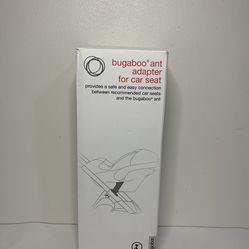 bugaboo® ant
adapter
for car seat
provides a safe and easy connection
between recommended car seats
and the bugaboo® ant